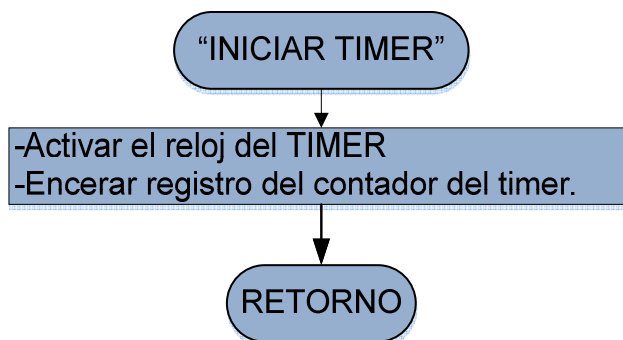 “INICIAR TIMER”
-Activar el reloj del TIMER
-Encerar registro del contador del timer.
RETORNO